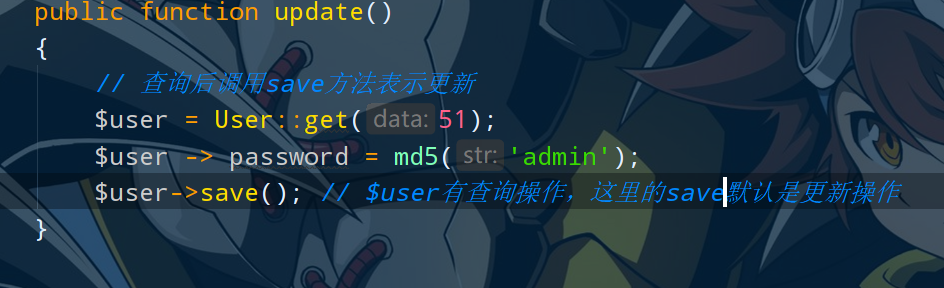 public function update()
{
// 查询后调用save方法表示更新
$user = User::get( data: 51);
$user -> password = md5( str: 'admin');
$user->save(); // $user有查询操作，这里的save默认是更新操作
}